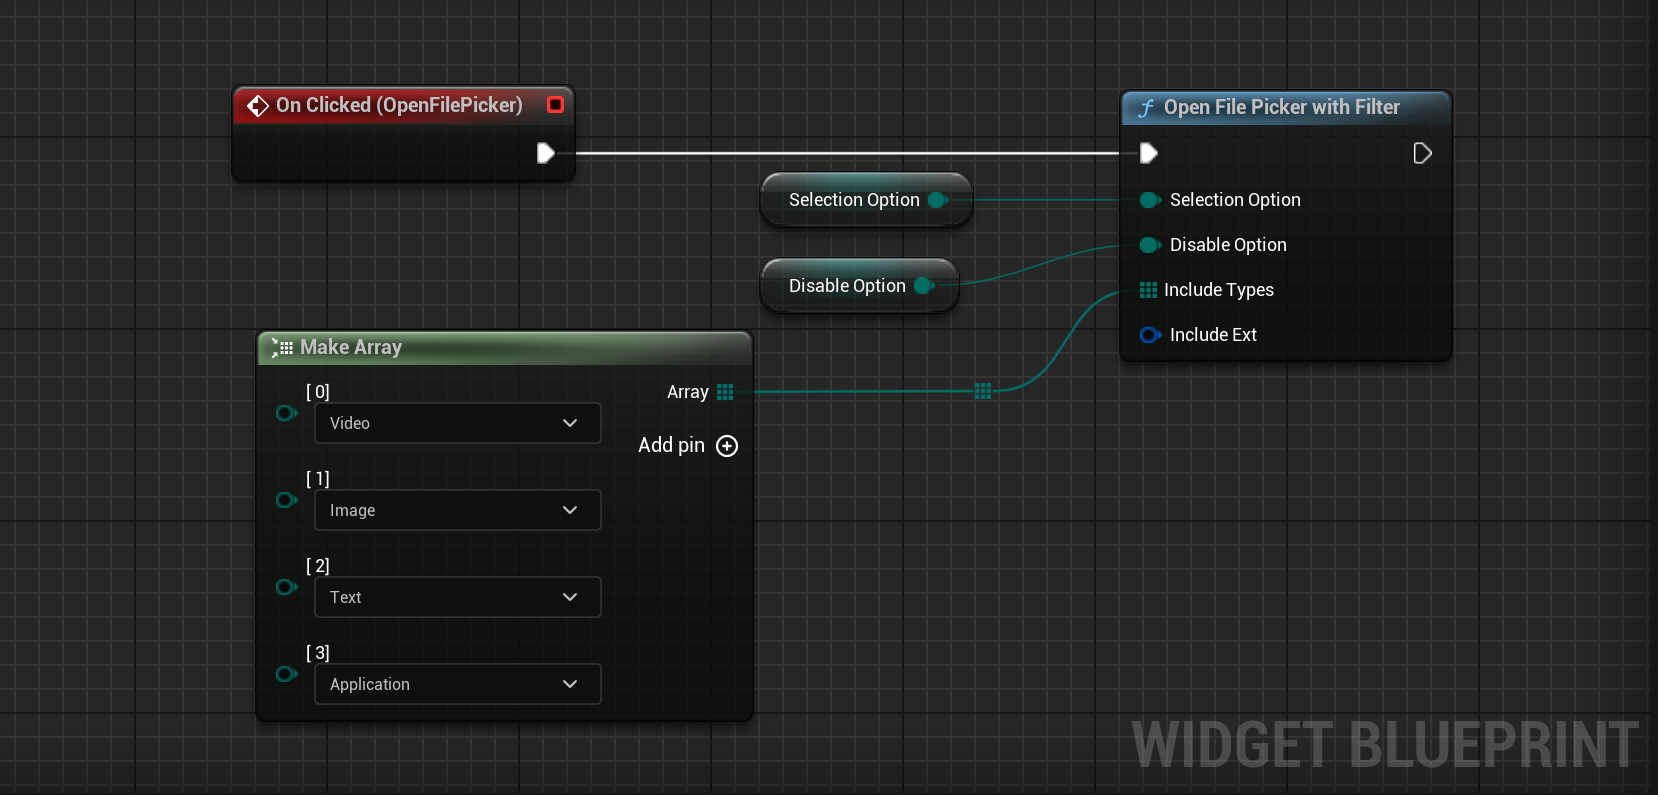 On Clicked (OpenFilePicker)
Open File Picker with Filter
Selection Option
Selection Option
Disable Option
Disable Option
Include Types
Include Ext
Make Array
[ 0]
Video
Array
Add pin
[ 1]
Image
[ 2]
Text
[ 3]
Application
WIDGET BLUEPRINT